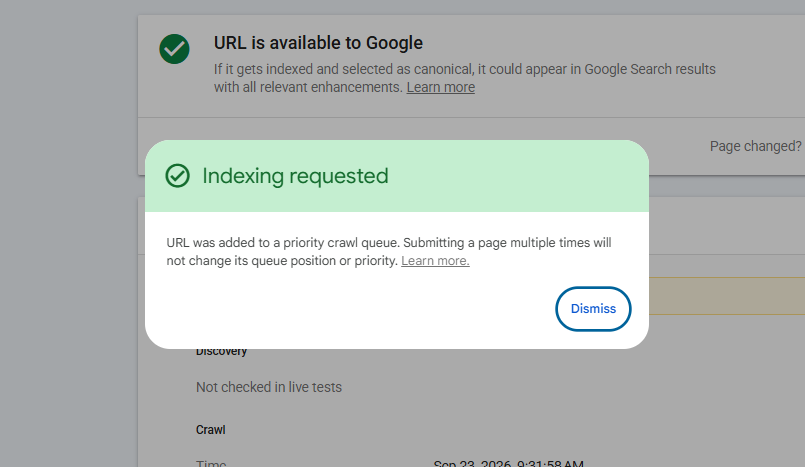 URL is available to Google
If it gets indexed and selected as canonical, it could appear in Google Search results
with all relevant enhancements. Learn more
Page changed?
Indexing requested
URL was added to a priority crawl queue. Submitting a page multiple times will
not change its queue position or priority. Learn more.
Dismiss
Discovery
Not checked in live tests
Crawl
Time Sep 23, 2026, 9:31:58 AM